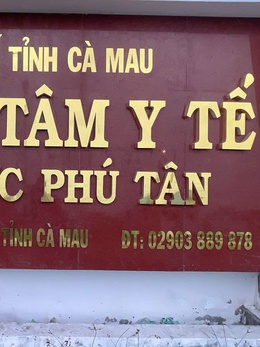 TỈNH CÀ MAU
TÂM Y TẾ
C PHÚ TÂN
TỈNH CÀ MAU ĐT: 02903 889 878